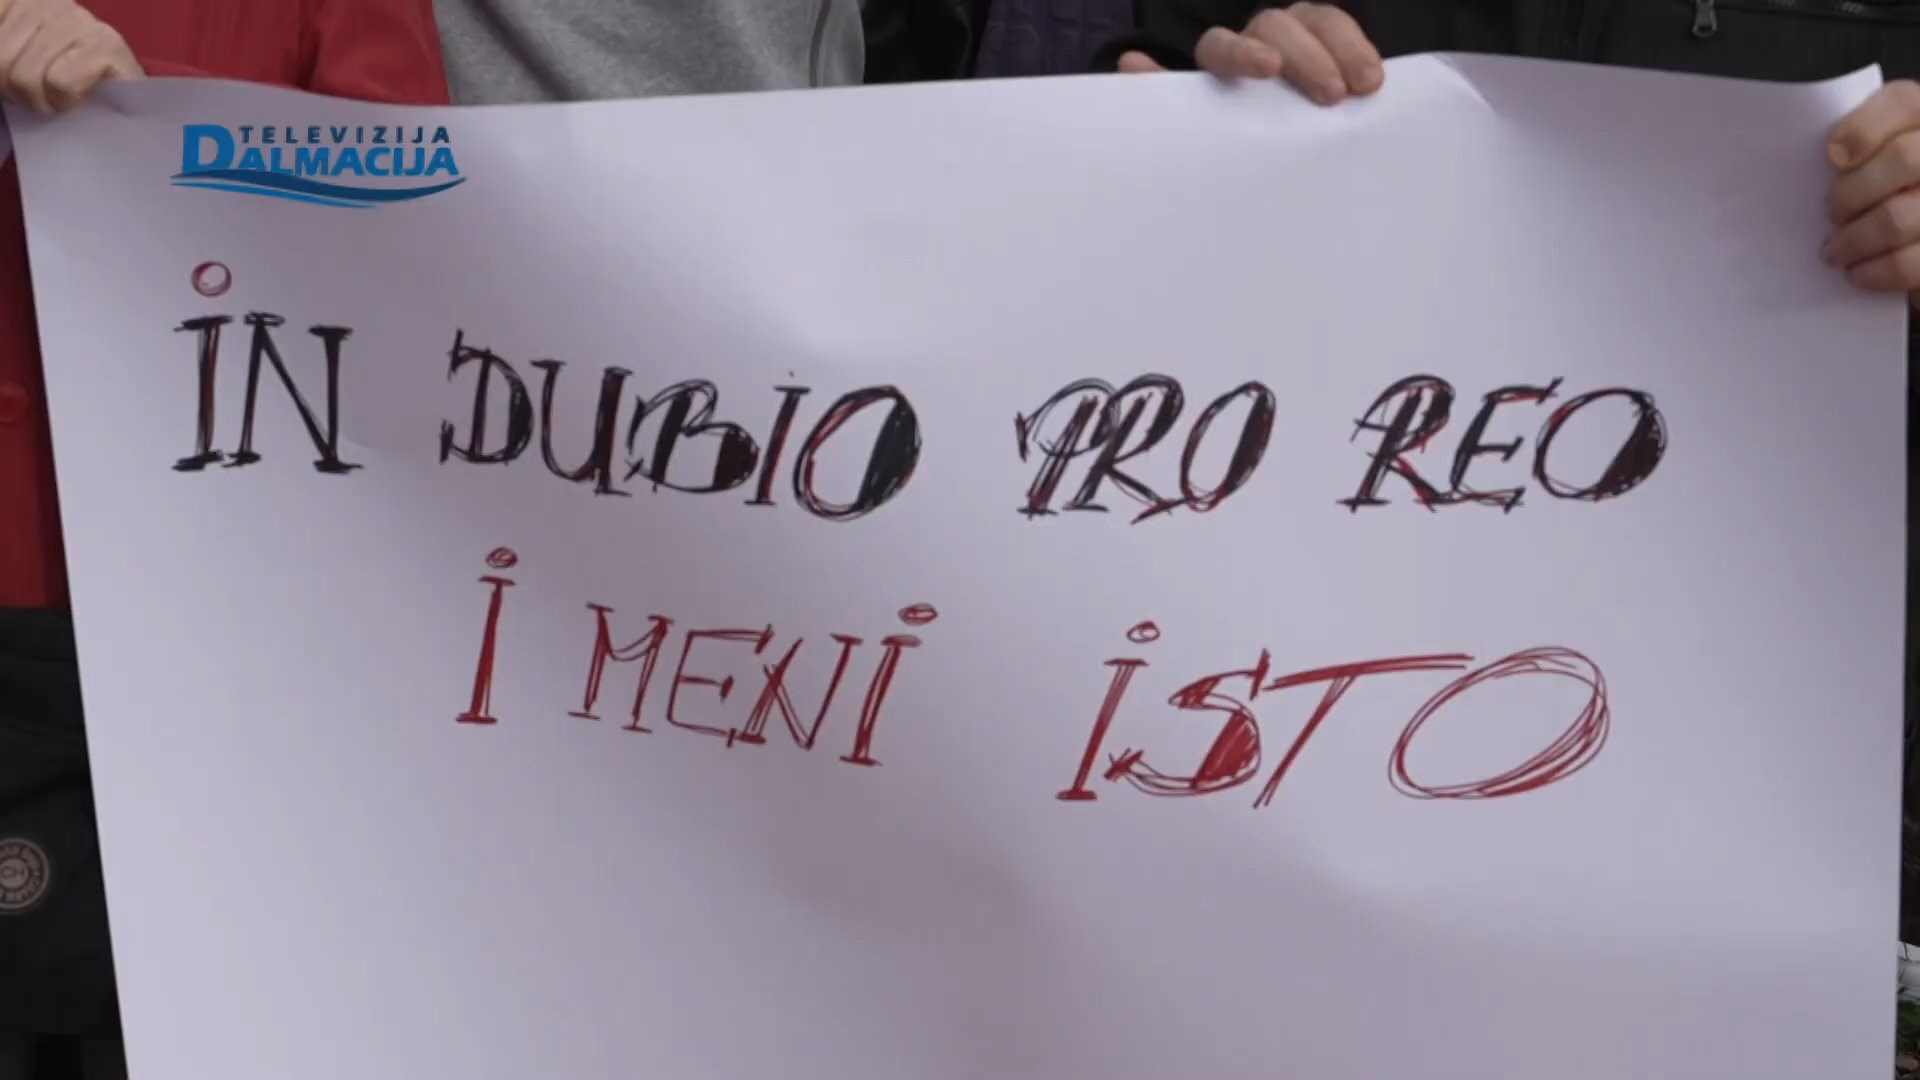 TELEVIZIJA
DALMACIJA
IN DUBIO PRO REO
I MENI ISTO